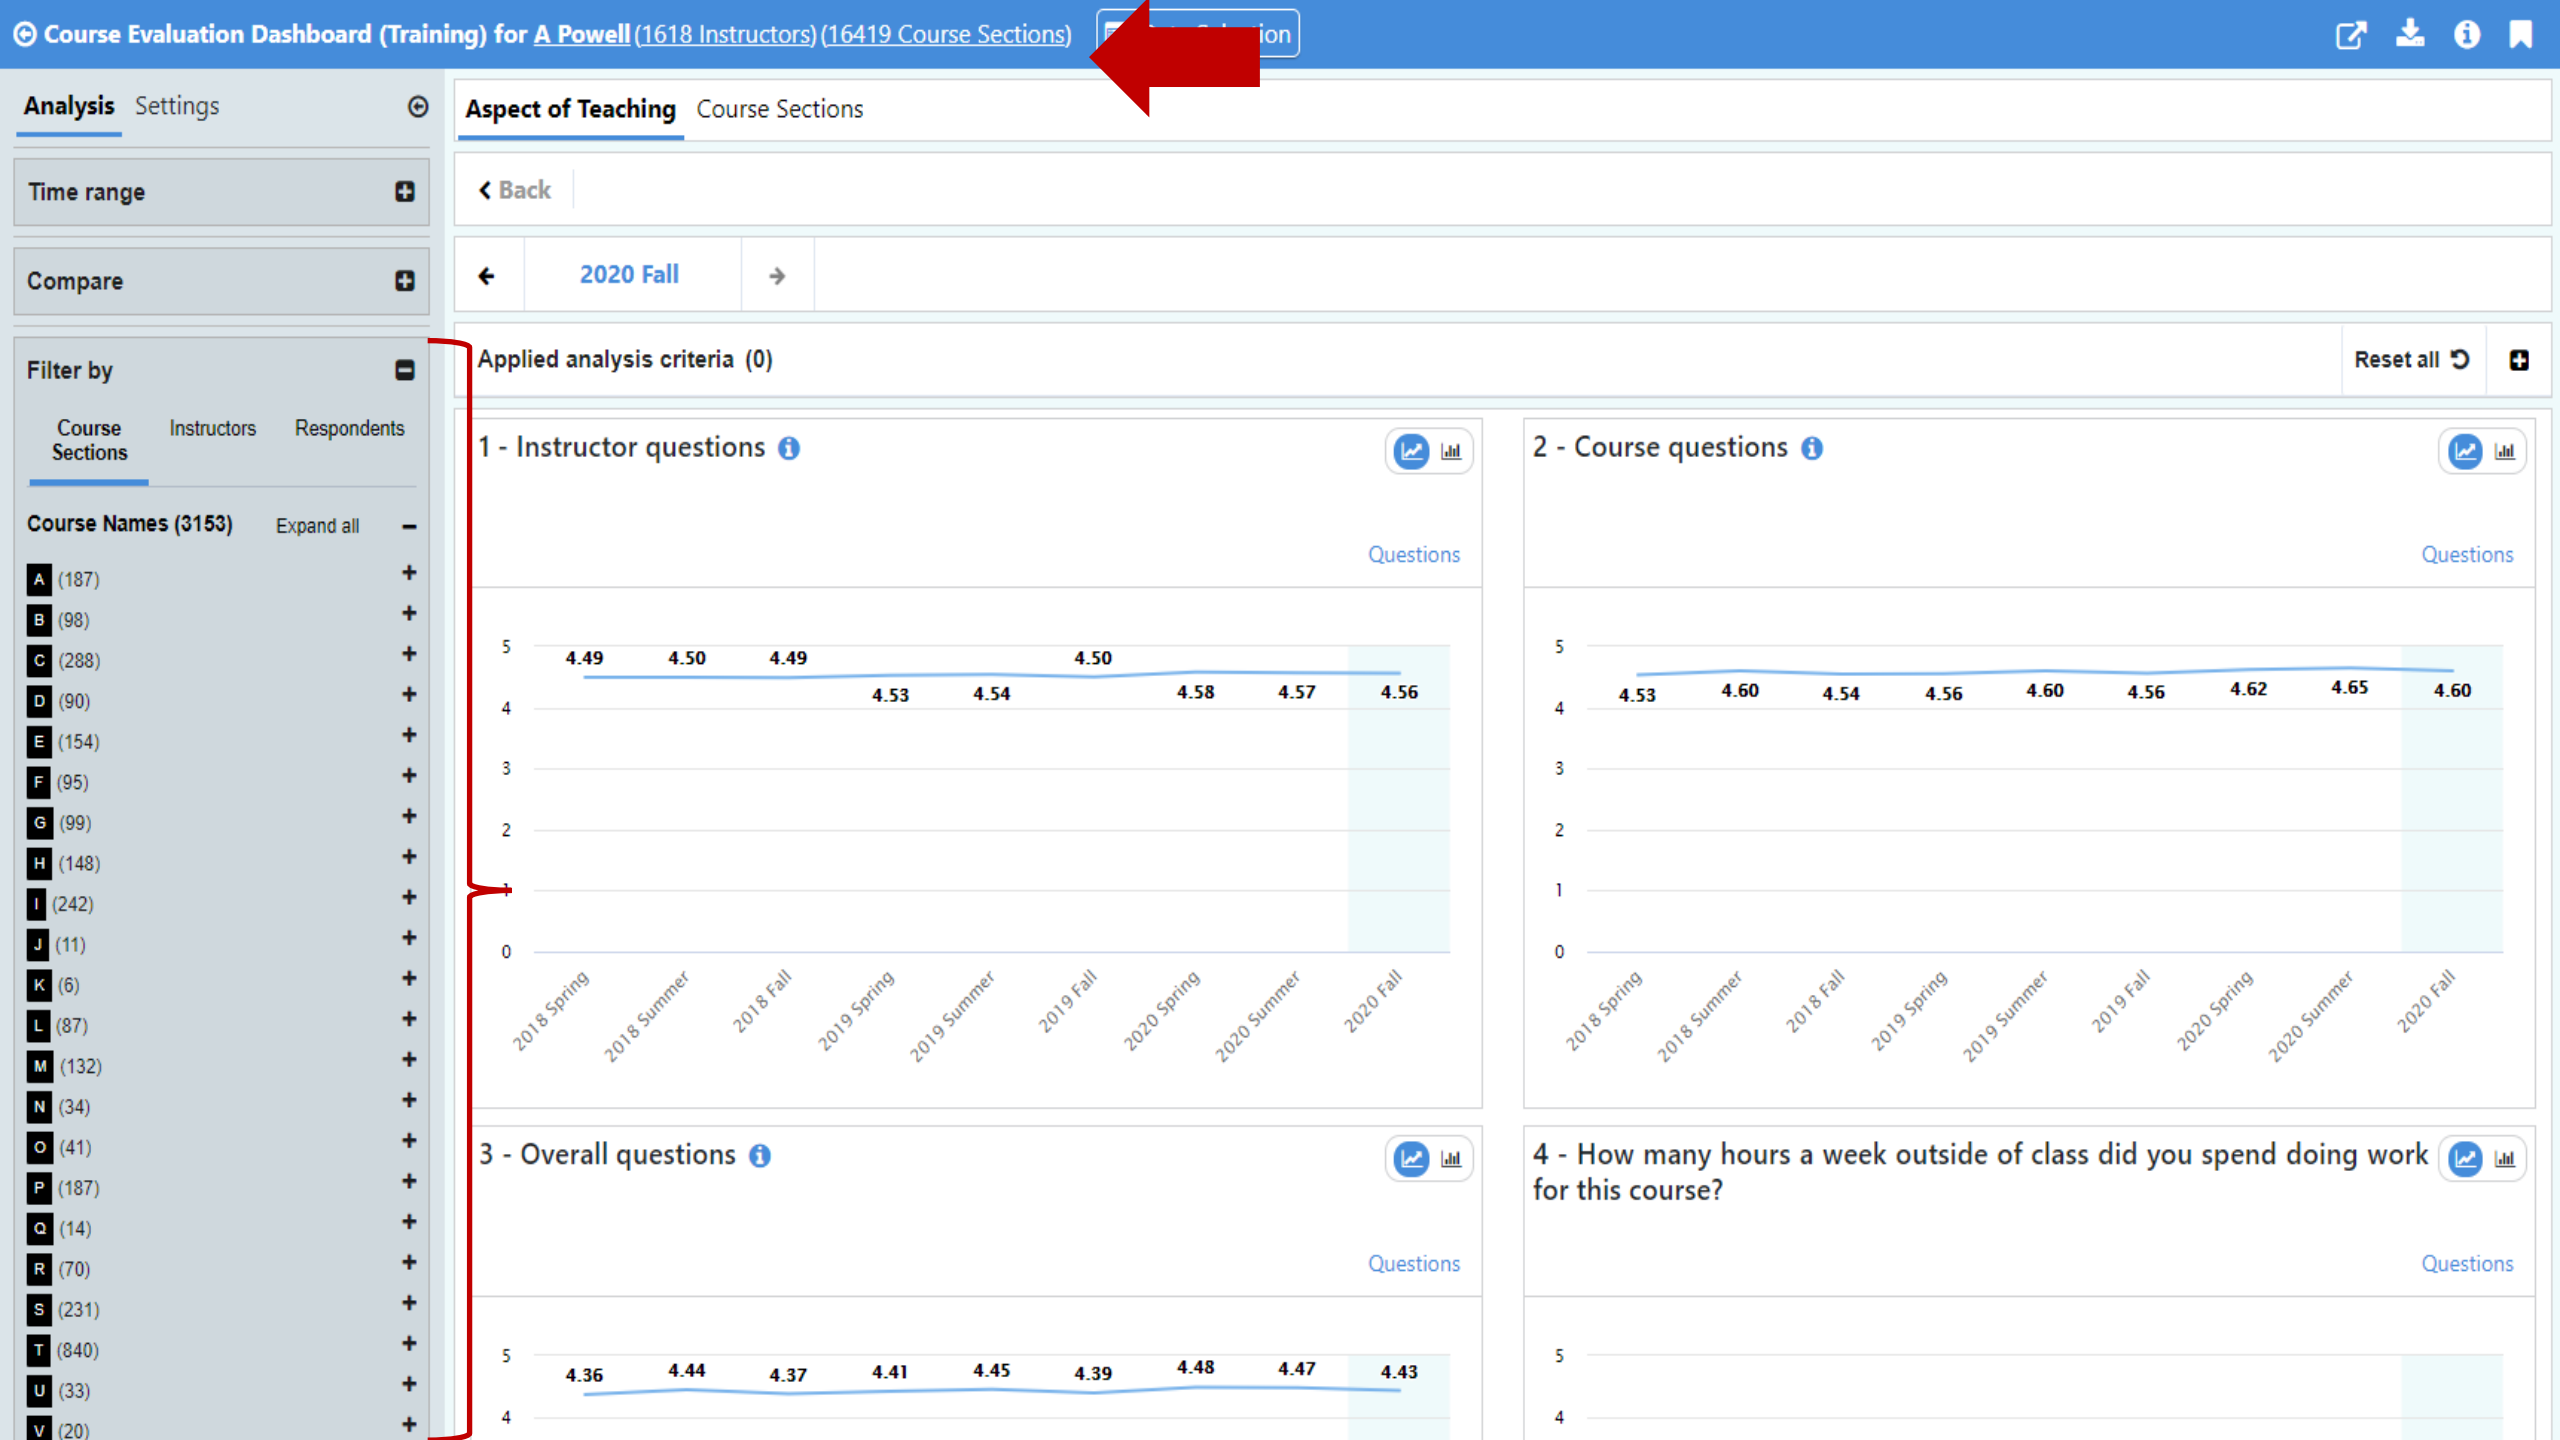 Course Evaluation Dashboard (Training) for A Powell (1618 Instructors) (16419 Course Sections)
Analysis Settings
Aspect of Teaching Course Sections
Time range
Back
Compare
2020 Fall
Filter by
Applied analysis criteria (0)
Reset all
Course Sections Instructors Respondents
Course Names (3153) Expand all
A (187)
B (98)
C (288)
D (90)
E (154)
F (95)
G (99)
H (148)
I (242)
J (11)
K (6)
L (87)
M (132)
N (34)
O (41)
P (187)
Q (14)
R (70)
S (231)
T (840)
U (33)
V (20)
1 - Instructor questions
Questions
5
4
3
2
1
0
4.49 4.50 4.49 4.53 4.54 4.50 4.58 4.57 4.56
2018 Spring 2018 Summer 2018 Fall 2019 Spring 2019 Summer 2019 Fall 2020 Spring 2020 Summer 2020 Fall
2 - Course questions
Questions
5
4
3
2
1
0
4.53 4.60 4.54 4.56 4.60 4.56 4.62 4.65 4.60
2018 Spring 2018 Summer 2018 Fall 2019 Spring 2019 Summer 2019 Fall 2020 Spring 2020 Summer 2020 Fall
3 - Overall questions
Questions
5
4
4.36 4.44 4.37 4.41 4.45 4.39 4.48 4.47 4.43
4 - How many hours a week outside of class did you spend doing work
for this course?
Questions
5
4